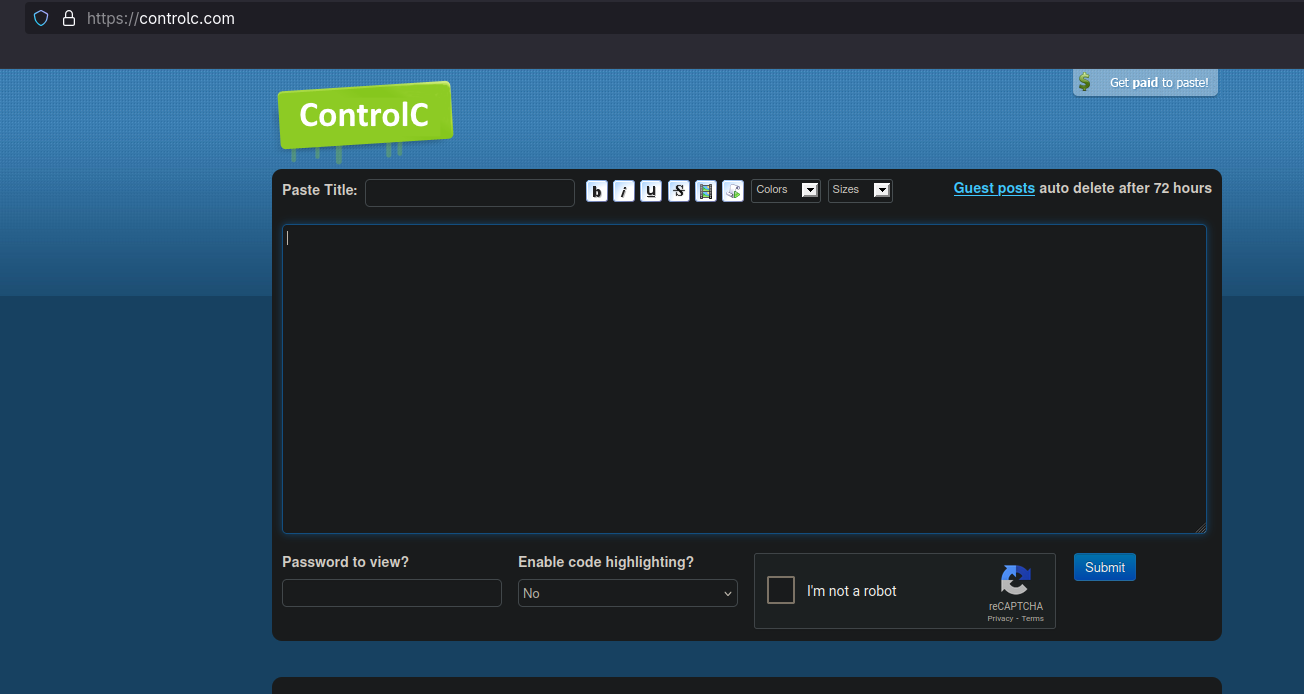 https://controlc.com
Get paid to paste!
ControlC
Paste Title:
b i u S Colors Sizes
Guest posts auto delete after 72 hours
Password to view?
Enable code highlighting?
No
I'm not a robot
reCAPTCHA
Privacy - Terms
Submit